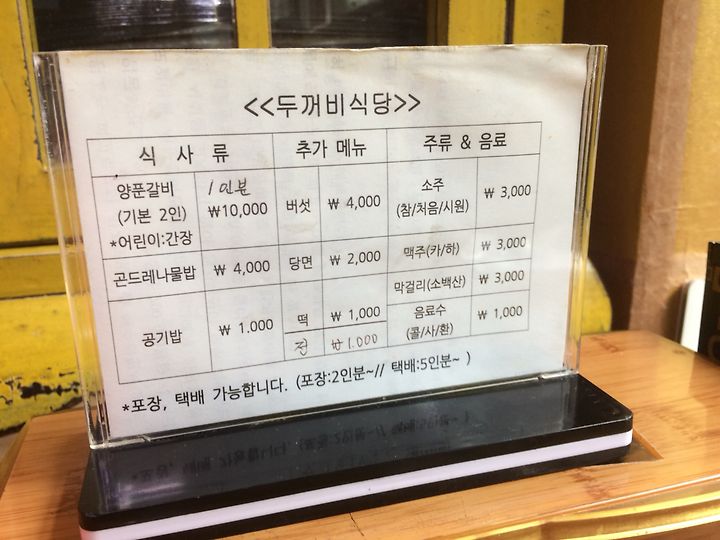 <<두꺼비식당>>
식 사 류 추가 메뉴 주류 & 음료
양푼갈비
(기본 2인)
*어린이:간장
1인분
₩10,000
버섯 ₩ 4,000
소주
(참/처음/시원)
₩ 3,000
곤드레나물밥 ₩ 4,000 당면 ₩ 2,000 맥주(카/하) ₩ 3,000
막걸리(소백산) ₩ 3,000
공기밥 ₩ 1,000
떡 ₩ 1,000
전 ₩1,000
음료수
(콜/사/환)
₩ 1,000
*포장, 택배 가능합니다. (포장:2인분~// 택배:5인분~ )